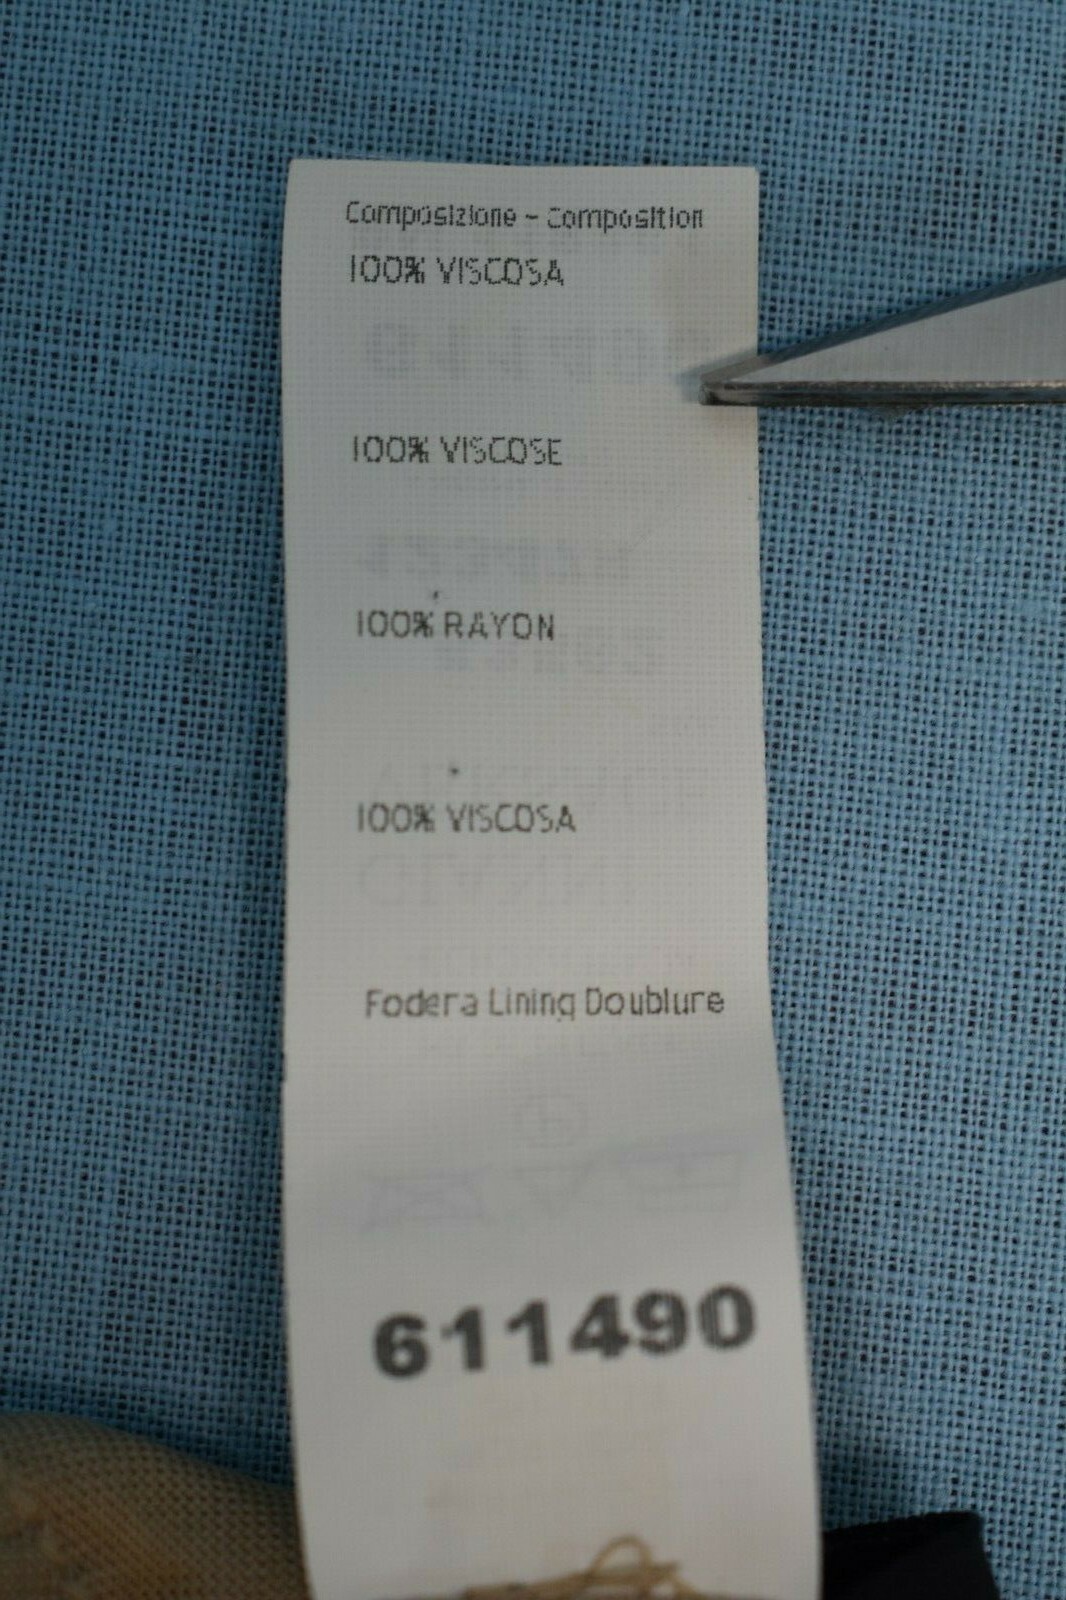 Composizione - Composition
100% VISCOSA
100% VISCOSE
100% RAYON
100% VISCOSA
Fodera Lining Doublure
611490